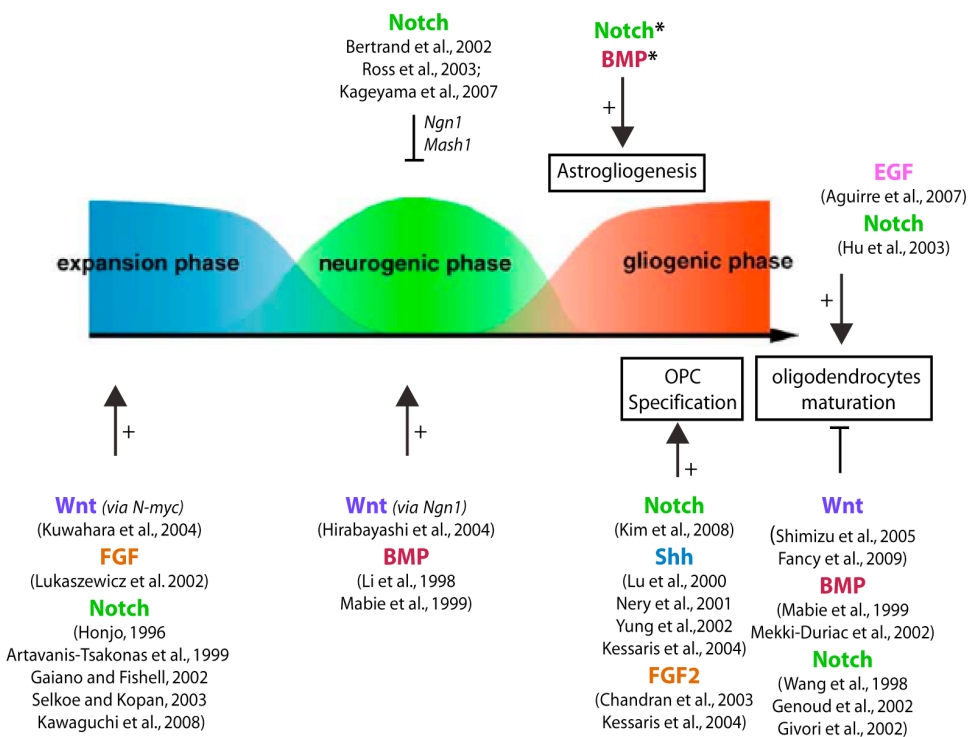 Notch
Bertrand et al., 2002
Ross et al., 2003;
Kageyama et al., 2007
Ngn1
Mash1
Notch*
BMP*
+
Astrogliogenesis
EGF
(Aguirre et al., 2007)
Notch
(Hu et al., 2003)
+
expansion phase
neurogenic phase
gliogenic phase
OPC
Specification
oligodendrocytes
maturation
+
+
+
Wnt (via N-myc)
(Kuwahara et al., 2004)
FGF
(Lukaszewicz et al. 2002)
Notch
(Honjo, 1996
Artavanis-Tsakonas et al., 1999
Gaiano and Fishell, 2002
Selkoe and Kopan, 2003
Kawaguchi et al., 2008)
Wnt (via Ngn1)
(Hirabayashi et al., 2004)
BMP
(Li et al., 1998
Mabie et al., 1999)
Notch
(Kim et al., 2008)
Shh
(Lu et al., 2000
Nery et al., 2001
Yung et al.,2002
Kessaris et al., 2004)
FGF2
(Chandran et al., 2003
Kessaris et al., 2004)
Wnt
(Shimizu et al., 2005
Fancy et al., 2009)
BMP
(Mabie et al., 1999
Mekki-Duriac et al., 2002)
Notch
(Wang et al., 1998
Genoud et al., 2002
Givori et al., 2002)